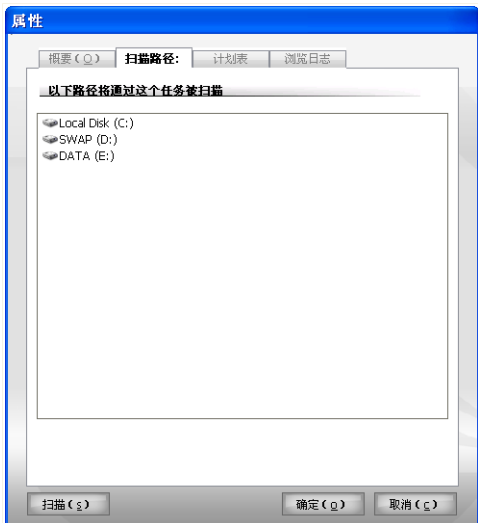 属性
概要(O) 扫描路径: 计划表 浏览日志
以下路径将通过这个任务被扫描
Local Disk (C:)
SWAP (D:)
DATA (E:)
扫描(s) 确定(o) 取消(c)